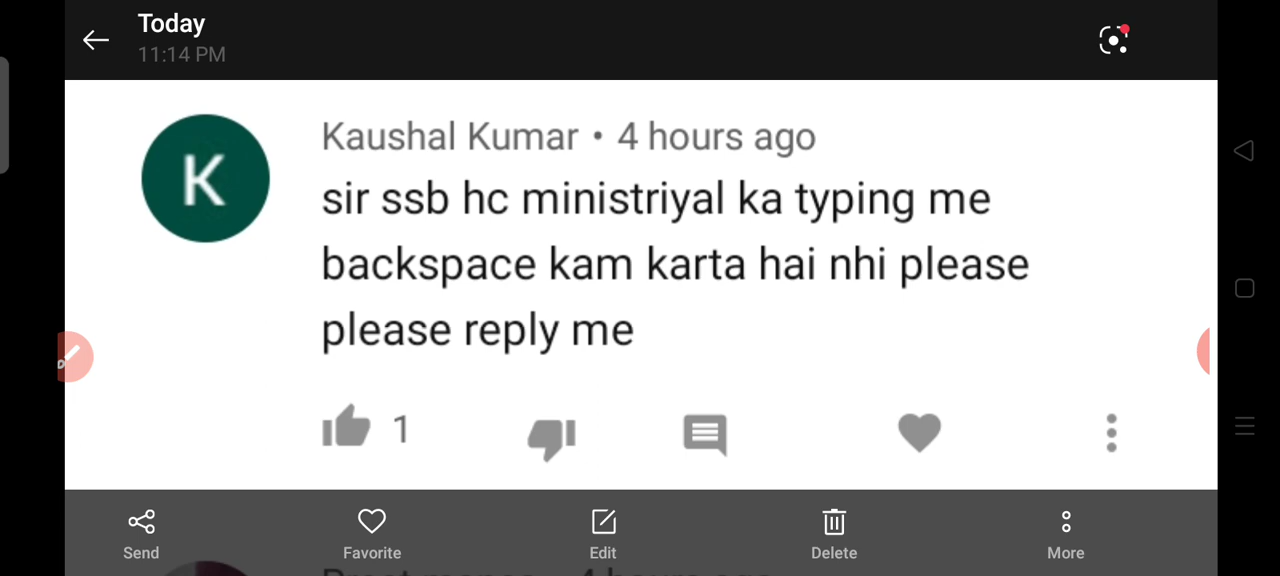 Today
11:14 PM
K
Kaushal Kumar • 4 hours ago
sir ssb hc ministriyal ka typing me
backspace kam karta hai nhi please
please reply me
1
Send Favorite Edit Delete More